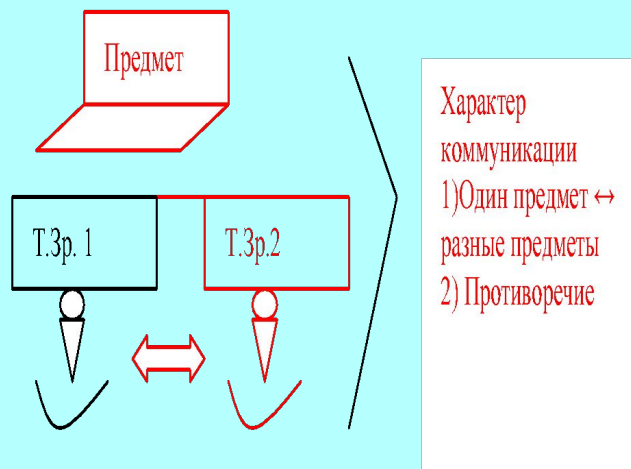 Предмет
Т.Зр. 1
Т.Зр.2
Характер
коммуникации
1)Один предмет ↔
разные предметы
2) Противоречие